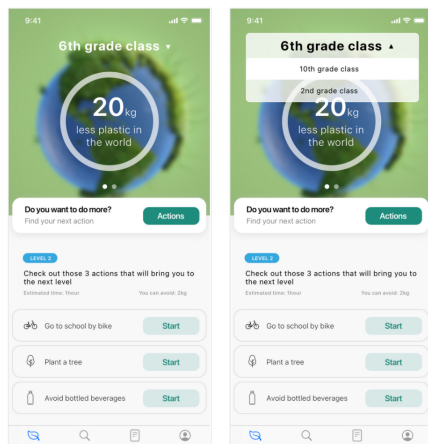 9:41
6th grade class
20kg
less plastic in
the world
Do you want to do more?
Find your next action
Actions
LEVEL 2
Check out those 3 actions that will bring you to
the next level
Estimated time: 1hour
You can avoid: 2kg
Go to school by bike
Start
Plant a tree
Start
Avoid bottled beverages
Start
9:41
6th grade class
10th grade class
2nd grade class
20kg
less plastic in
the world
Do you want to do more?
Find your next action
Actions
LEVEL 2
Check out those 3 actions that will bring you to
the next level
Estimated time: 1hour
You can avoid: 2kg
Go to school by bike
Start
Plant a tree
Start
Avoid bottled beverages
Start